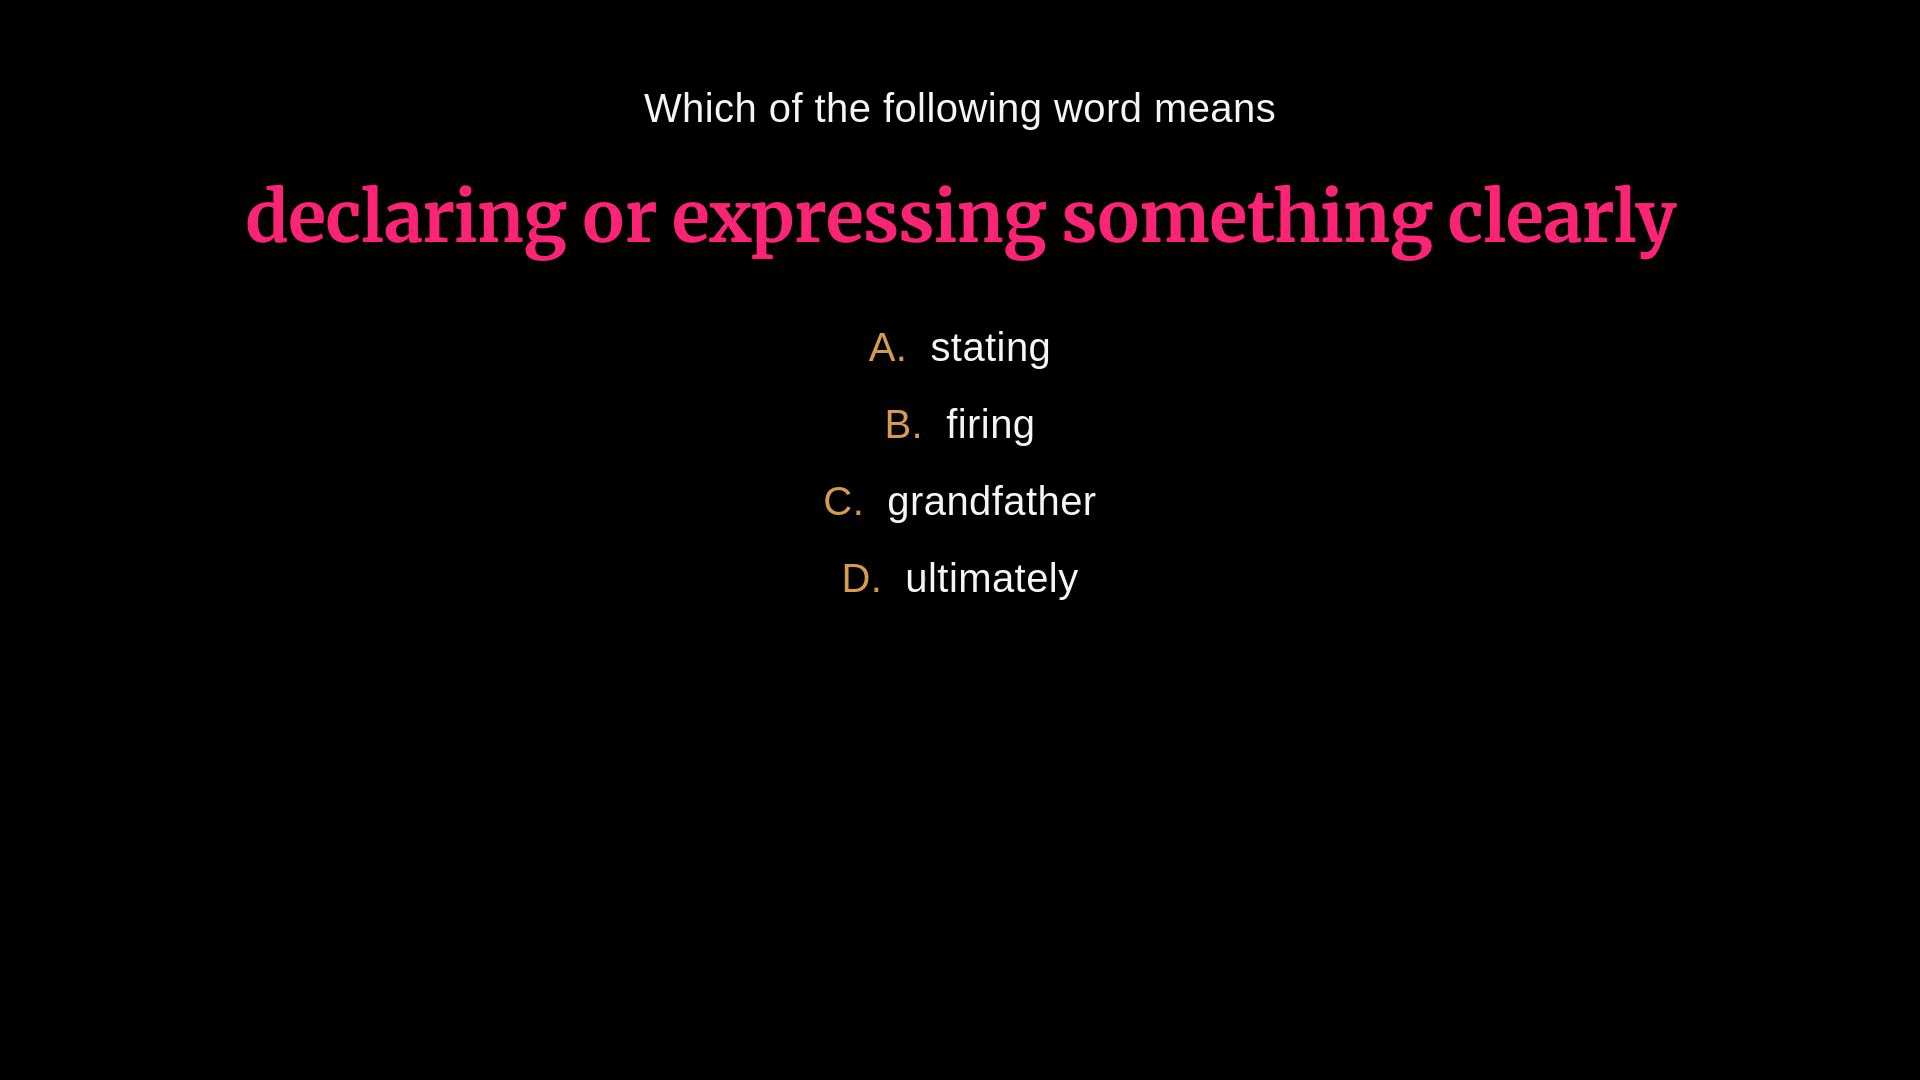 Which of the following word means
declaring or expressing something clearly
A. stating
B. firing
C. grandfather
D. ultimately